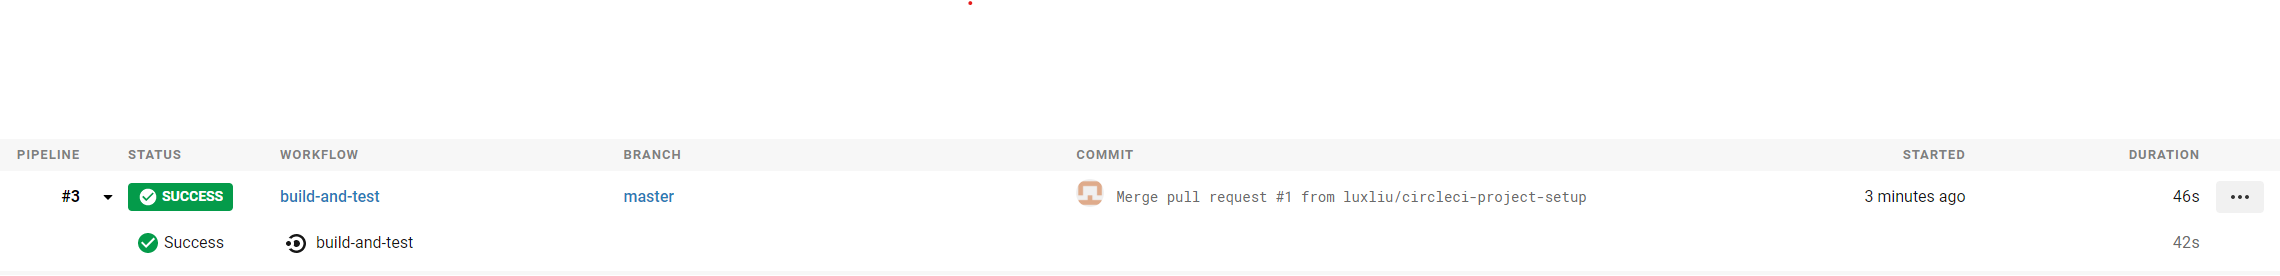 PIPELINE STATUS WORKFLOW BRANCH COMMIT STARTED DURATION
#3 SUCCESS build-and-test master Merge pull request #1 from luxliu/circleci-project-setup 3 minutes ago 46s
Success build-and-test 42s